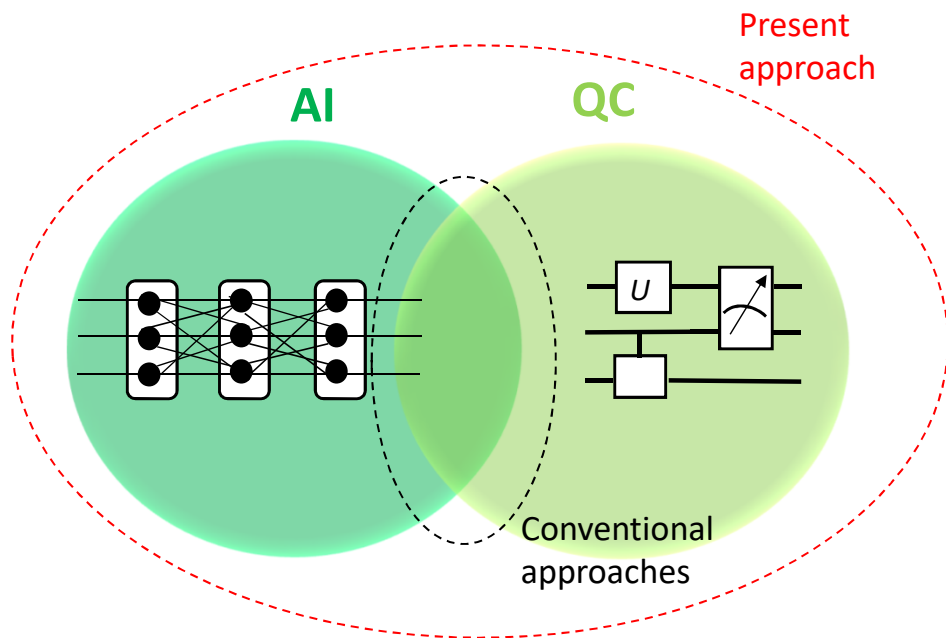 Present
approach
AI
QC
U
Conventional
approaches